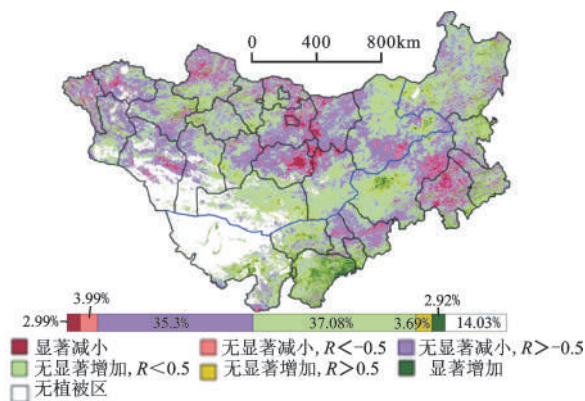 0 400 800km
2.99% 3.99% 35.3% 37.08% 3.69% 2.92% 14.03%
显著减小 无显著减小, R<-0.5 无显著减小, R>-0.5
无显著增加, R<0.5 无显著增加, R>0.5 显著增加
无植被区